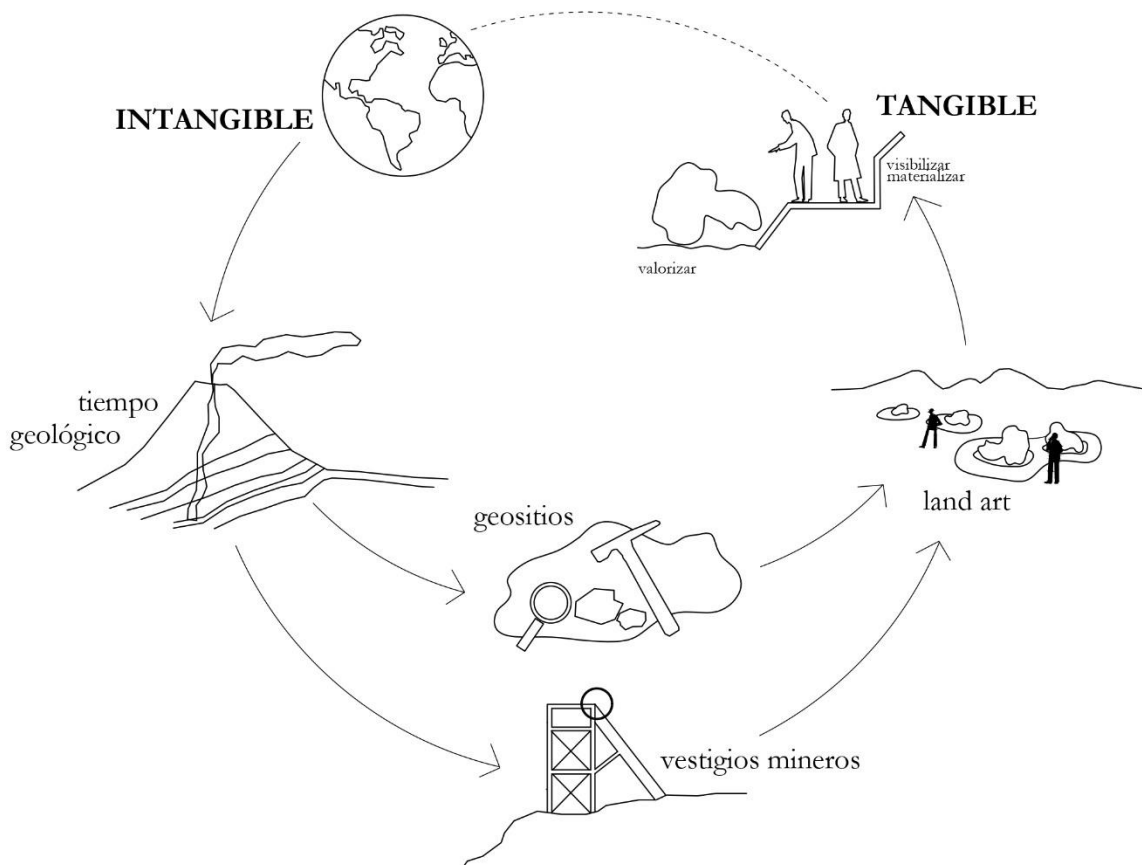 INTANGIBLE
TANGIBLE
visibilizar
materializar
valorizar
tiempo
geológico
geositios
land art
vestigios mineros